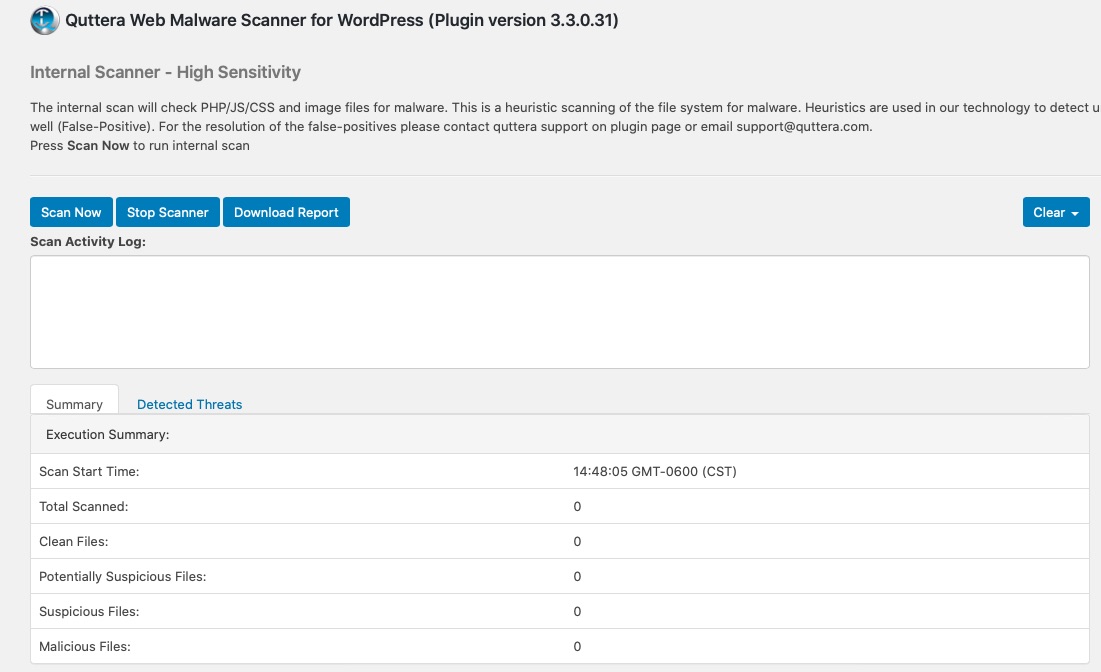 Quttera Web Malware Scanner for WordPress (Plugin version 3.3.0.31)
Internal Scanner - High Sensitivity
The internal scan will check PHP/JS/CSS and image files for malware. This is a heuristic scanning of the file system for malware. Heuristics are used in our technology to detect
well (False-Positive). For the resolution of the false-positives please contact quttera support on plugin page or email support@quttera.com.
Press Scan Now to run internal scan
Scan Now Stop Scanner Download Report Clear
Scan Activity Log:
Summary Detected Threats
Execution Summary:
Scan Start Time: 14:48:05 GMT-0600 (CST)
Total Scanned: 0
Clean Files: 0
Potentially Suspicious Files: 0
Suspicious Files: 0
Malicious Files: 0